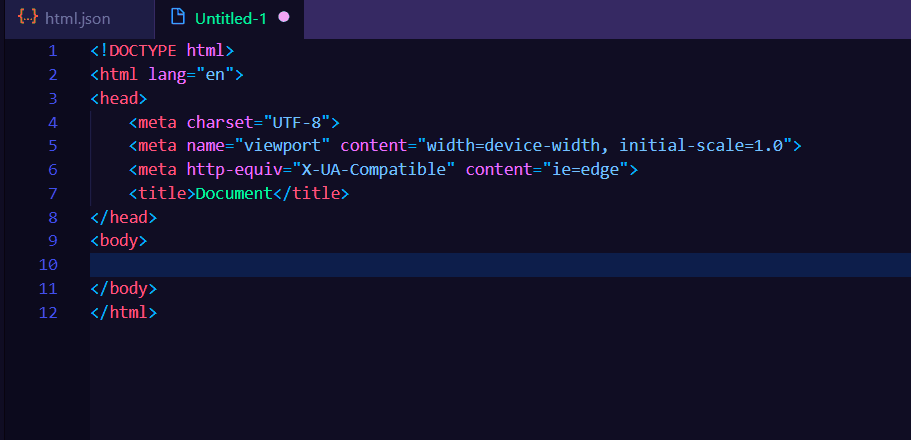 {..} html.json
Untitled-1
1 <!DOCTYPE html>
2 <html lang="en">
3 <head>
4     <meta charset="UTF-8">
5     <meta name="viewport" content="width=device-width, initial-scale=1.0">
6     <meta http-equiv="X-UA-Compatible" content="ie=edge">
7     <title>Document</title>
8 </head>
9 <body>
10
11 </body>
12 </html>